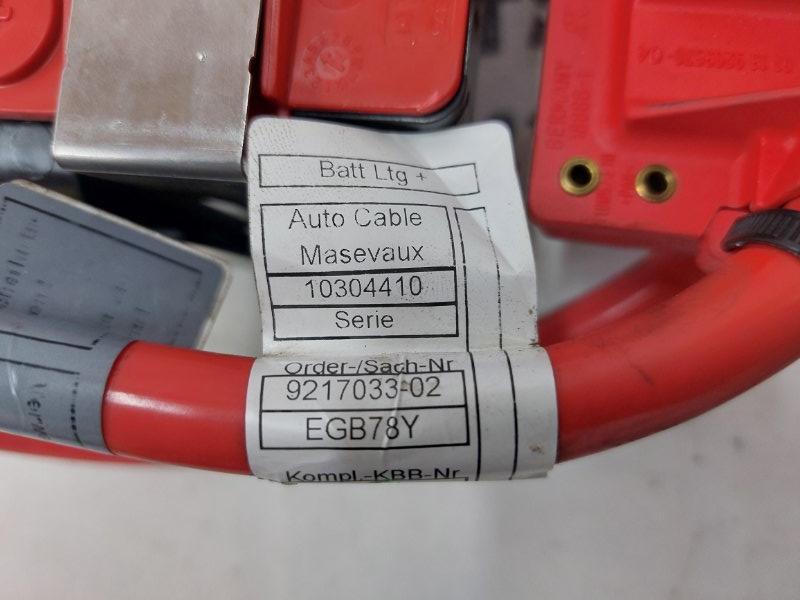 Batt Ltg +
Auto Cable
Masevaux
10304410
Serie
Order-/Sach-Nr
9217033-02
EGB78Y
Kompl.-KBB-Nr